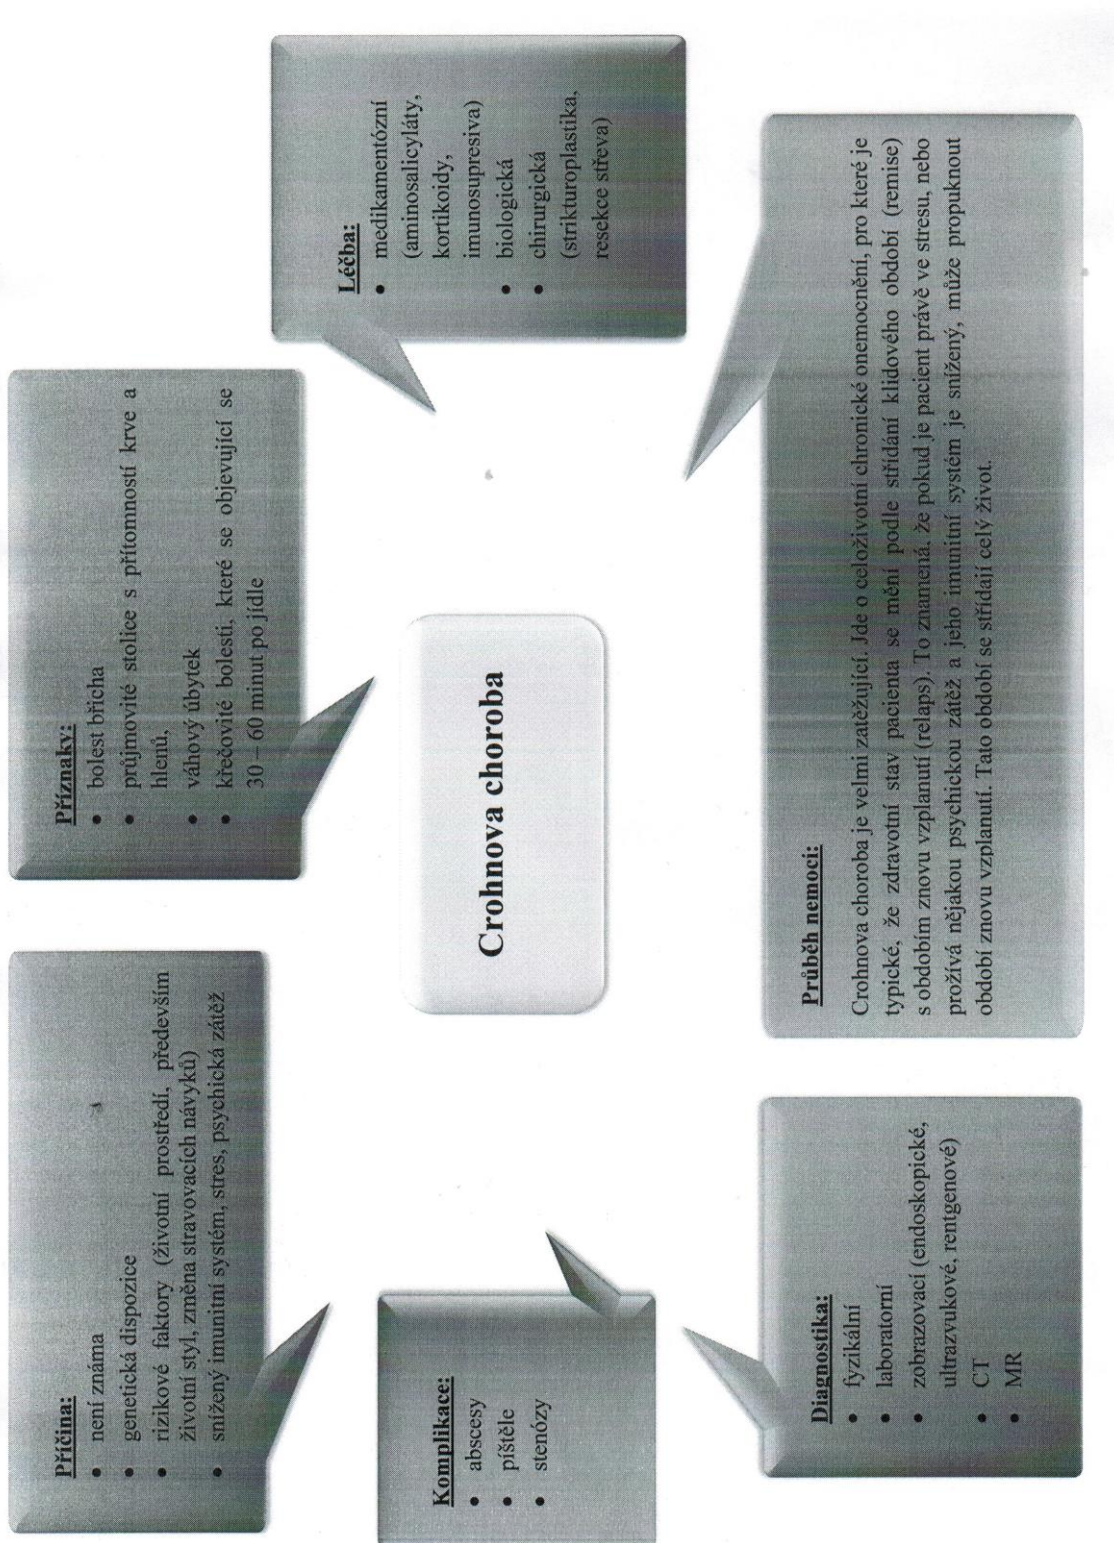 Příčina:
• není známa
• genetická dispozice
• rizikové faktory (životní prostředí, především
životní styl, změna stravovacích návyků)
• snížený imunitní systém, stres, psychická zátěž
Příznaky:
• bolest břicha
• průjmovité stolice s přítomností krve a
hlenů,
• váhový úbytek
• křečovité bolesti, které se objevující se
30 – 60 minut po jídle
Komplikace:
• abscesy
• píštěle
• stenózy
Crohnova choroba
Léčba:
• medikamentózní
(aminosalicyláty,
kortikoidy,
imunosupresiva)
• biologická
• chirurgická
(strikturoplastika,
resekce střeva)
Diagnostika:
• fyzikální
• laboratorní
• zobrazovací (endoskopické,
ultrazvukové, rentgenové)
• CT
• MR
Průběh nemoci:
Crohnova choroba je velmi zatěžující. Jde o celoživotní chronické onemocnění, pro které je
typické, že zdravotní stav pacienta se mění podle střídání klidového období (remise)
s obdobím znovu vzplanutí (relaps). To znamená, že pokud je pacient právě ve stresu, nebo
prožívá nějakou psychickou zátěž a jeho imunitní systém je snížený, může propuknout
období znovu vzplanutí. Tato období se střídají celý život.